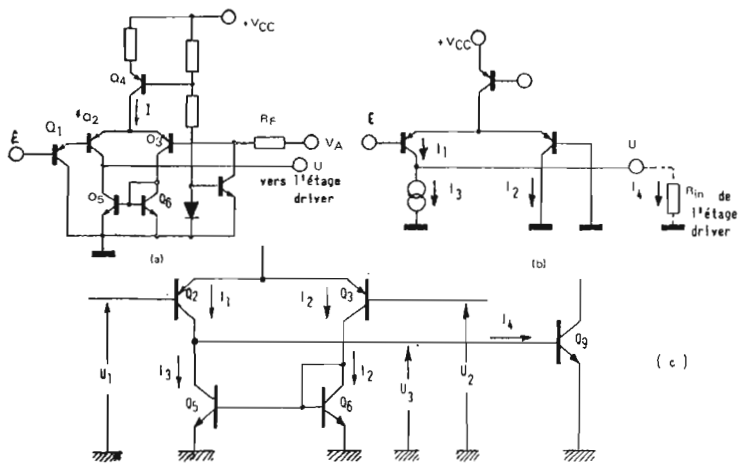 +VCC
Q4
I
Q1
Q2
Q3
RF
VA
ε
U
vers l'étage
driver
Q5
Q6
(a)
+VCC
ε
I1
U
I3
I2
I4
Rin de
l'étage
driver
(b)
Q2
I1
I2
Q3
I4
Q9
U1
I3
I2
U3
U2
Q5
Q6
(c)